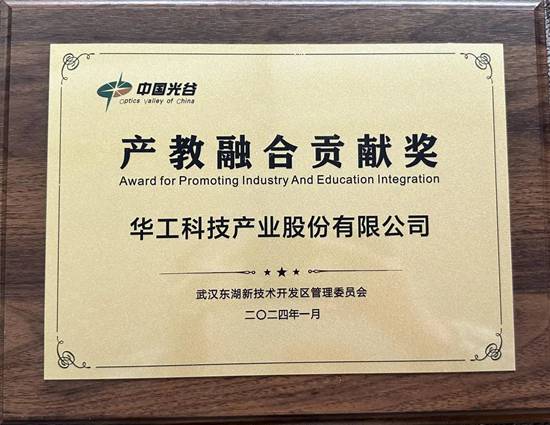 中国光谷
Optics Valley of China
产教融合贡献奖
Award for Promoting Industry And Education Integration
华工科技产业股份有限公司
武汉东湖新技术开发区管理委员会
二〇二四年一月